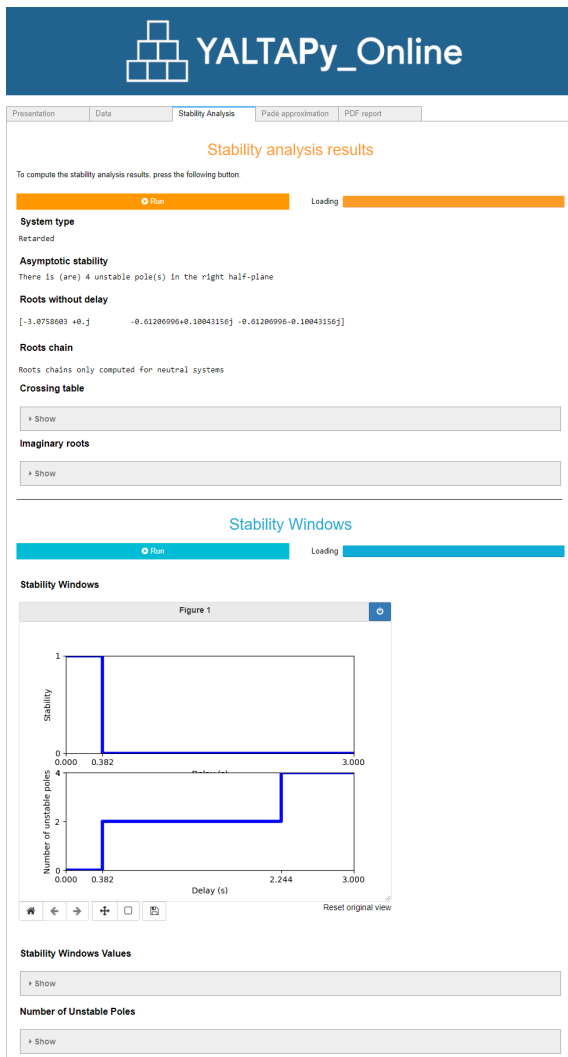 YALTAPy_Online
Presentation Data Stability Analysis Padé approximation PDF report
Stability analysis results
To compute the stability analysis results, press the following button:
Run Loading
System type
Retarded
Asymptotic stability
There is (are) 4 unstable pole(s) in the right half-plane
Roots without delay
[-3.0758603 +0.j -0.61206996+0.10043156j -0.61206996-0.10043156j]
Roots chain
Roots chains only computed for neutral systems
Crossing table
Show
Imaginary roots
Show
Stability Windows
Run Loading
Stability Windows
Figure 1
1
Stability
0
0.000 0.382 3.000
4
Number of unstable poles
2
0
0.000 0.382 2.244 3.000
Delay (s)
Reset original view
Stability Windows Values
Show
Number of Unstable Poles
Show